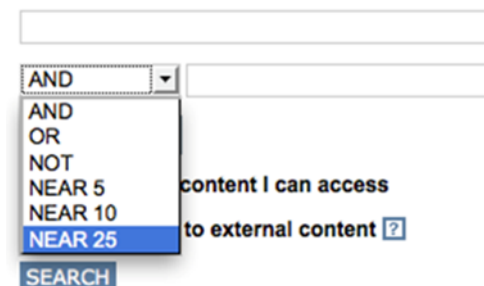 AND
AND
OR
NOT
NEAR 5
NEAR 10
NEAR 25
content I can access
to external content ?
SEARCH